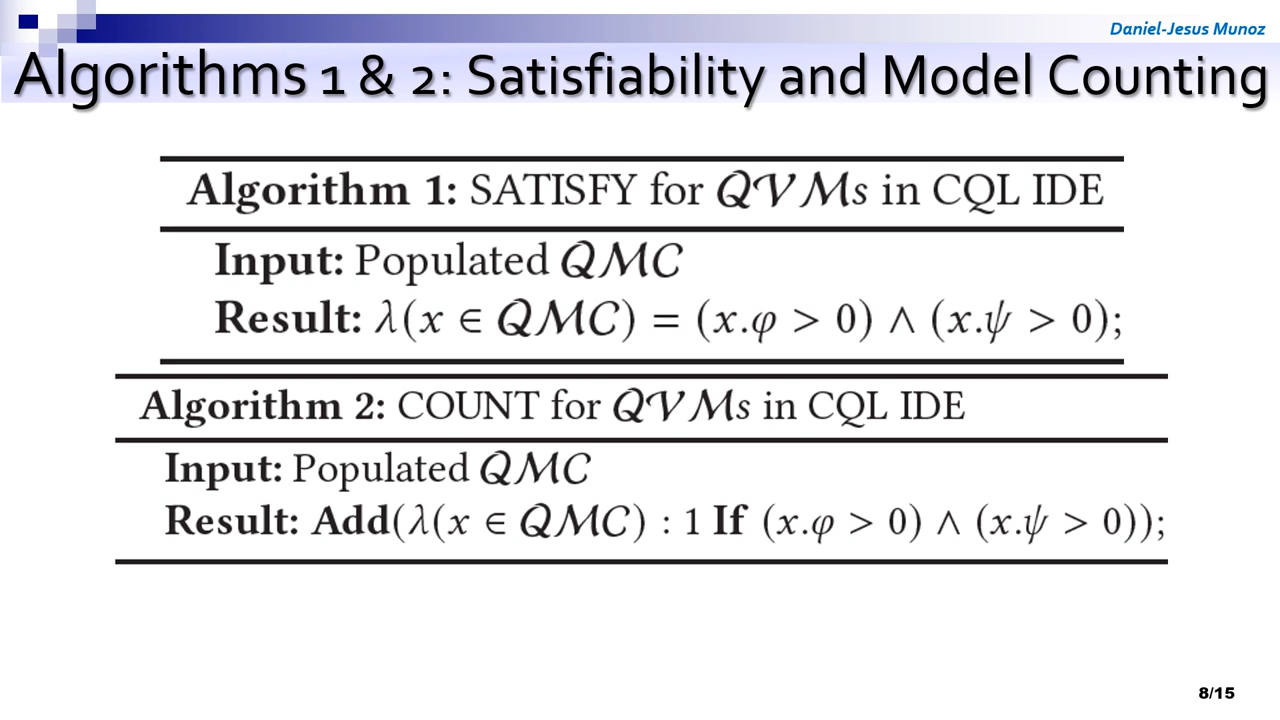 Daniel-Jesus Munoz
Algorithms 1 & 2: Satisfiability and Model Counting
Algorithm 1: SATISFY for 𝒬𝒱ℳs in CQL IDE
Input: Populated 𝒬ℳ𝒞
Result: λ(x ∈ 𝒬ℳ𝒞) = (x.φ > 0) ∧ (x.ψ > 0);
Algorithm 2: COUNT for 𝒬𝒱ℳs in CQL IDE
Input: Populated 𝒬ℳ𝒞
Result: Add(λ(x ∈ 𝒬ℳ𝒞) : 1 If (x.φ > 0) ∧ (x.ψ > 0));
8/15